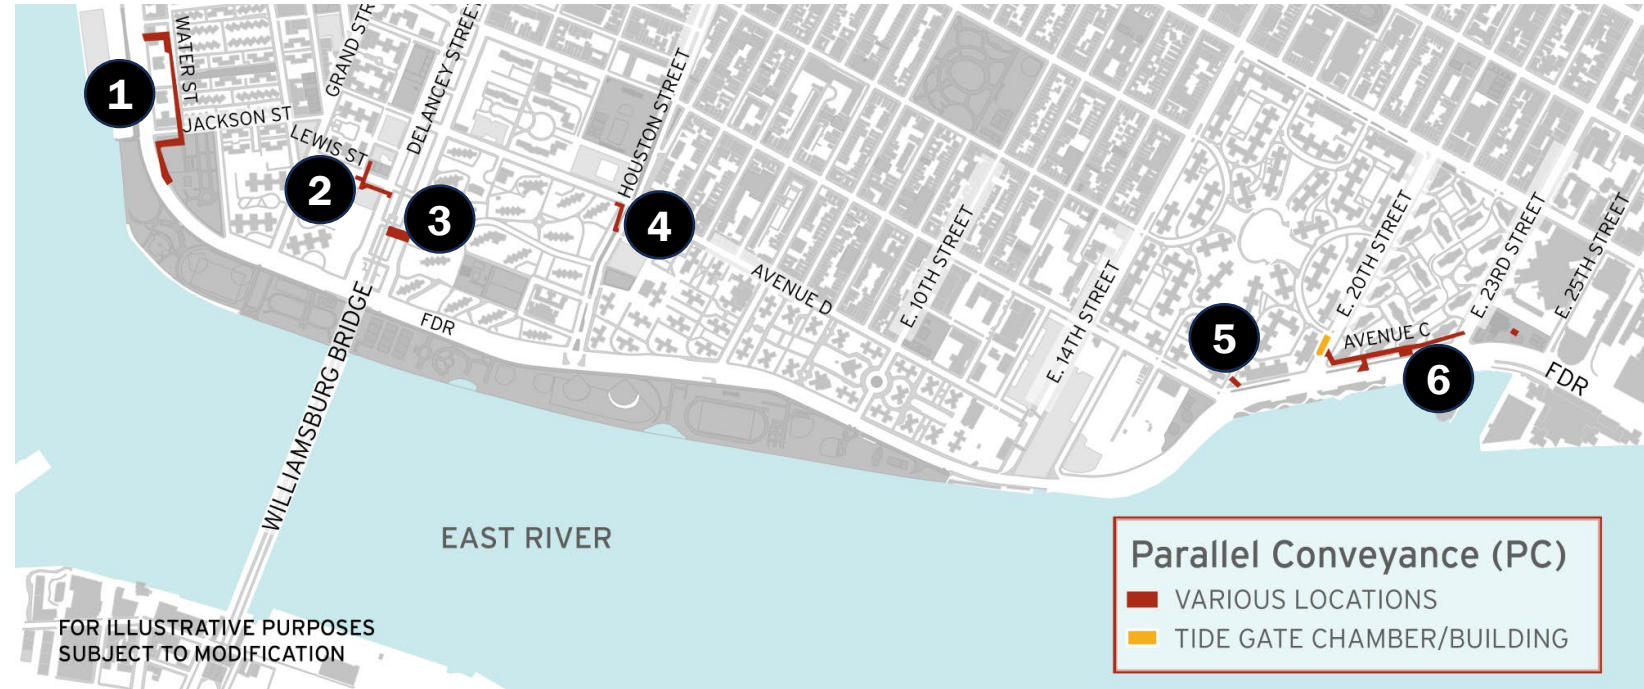 WATER ST
GRAND STR
DELANCEY STREET
1
JACKSON ST
LEWIS ST
HOUSTON STREET
2
3
4
AVENUE D
E. 10TH STREET
E. 14TH STREET
E. 20TH STREET
E. 23RD STREET
E. 25TH STREET
5
AVENUE C
6
FDR
FDR
WILLIAMSBURG BRIDGE
EAST RIVER
Parallel Conveyance (PC)
VARIOUS LOCATIONS
TIDE GATE CHAMBER/BUILDING
FOR ILLUSTRATIVE PURPOSES
SUBJECT TO MODIFICATION